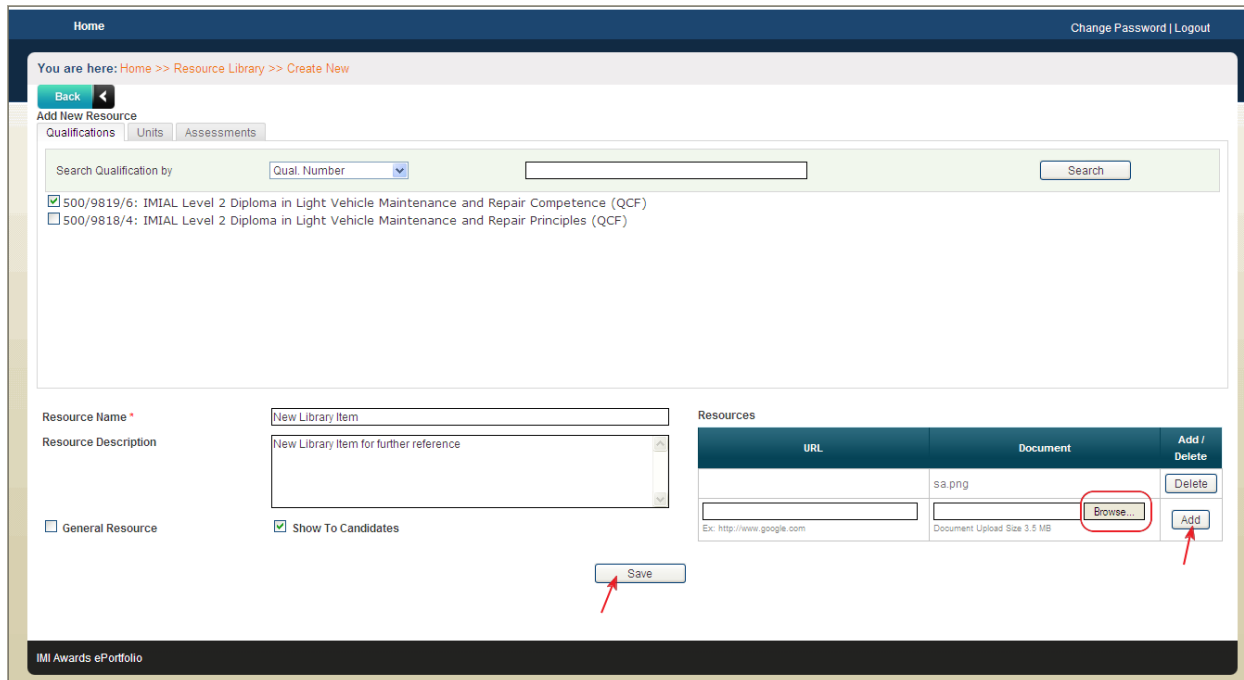 Home
Change Password | Logout
You are here: Home >> Resource Library >> Create New
Back
Add New Resource
Qualifications Units Assessments
Search Qualification by Qual. Number Search
500/9819/6: IMIAL Level 2 Diploma in Light Vehicle Maintenance and Repair Competence (QCF)
500/9818/4: IMIAL Level 2 Diploma in Light Vehicle Maintenance and Repair Principles (QCF)
Resource Name * New Library Item
Resource Description New Library Item for further reference
General Resource Show To Candidates
Resources
URL Document Add / Delete
sa.png Delete
Browse... Add
Ex: http://www.google.com Document Upload Size 3.5 MB
Save
IMI Awards ePortfolio